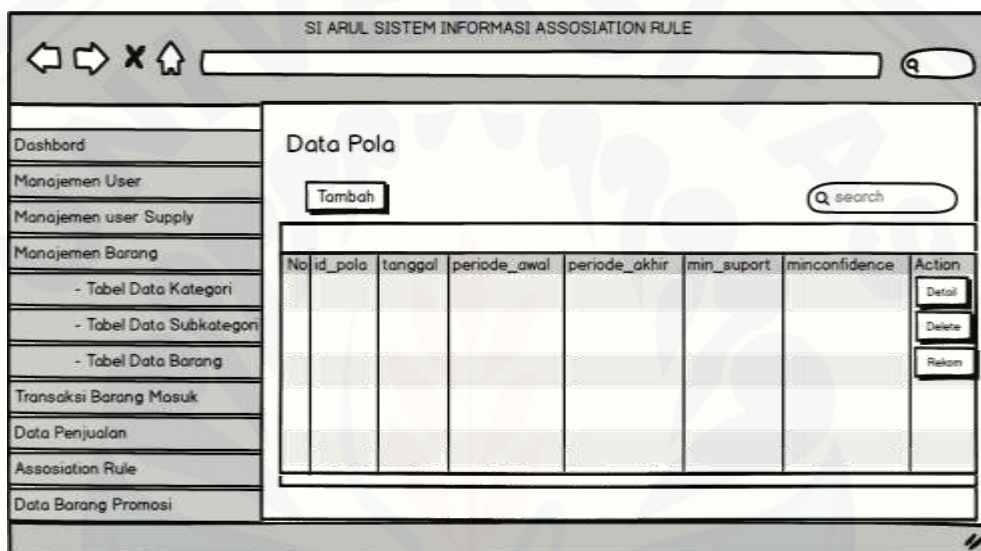 SI ARUL SISTEM INFORMASI ASSOSIATION RULE
Dashbord
Manajemen User
Manajemen user Supply
Manajemen Barang
- Tabel Data Kategori
- Tabel Data Subkategori
- Tabel Data Barang
Transaksi Barang Masuk
Data Penjualan
Assosiation Rule
Data Barang Promosi
Data Pola
Tambah
search
No id_pola tanggal periode_awal periode_akhir min_suport minconfidence Action
Detail
Delete
Rekom